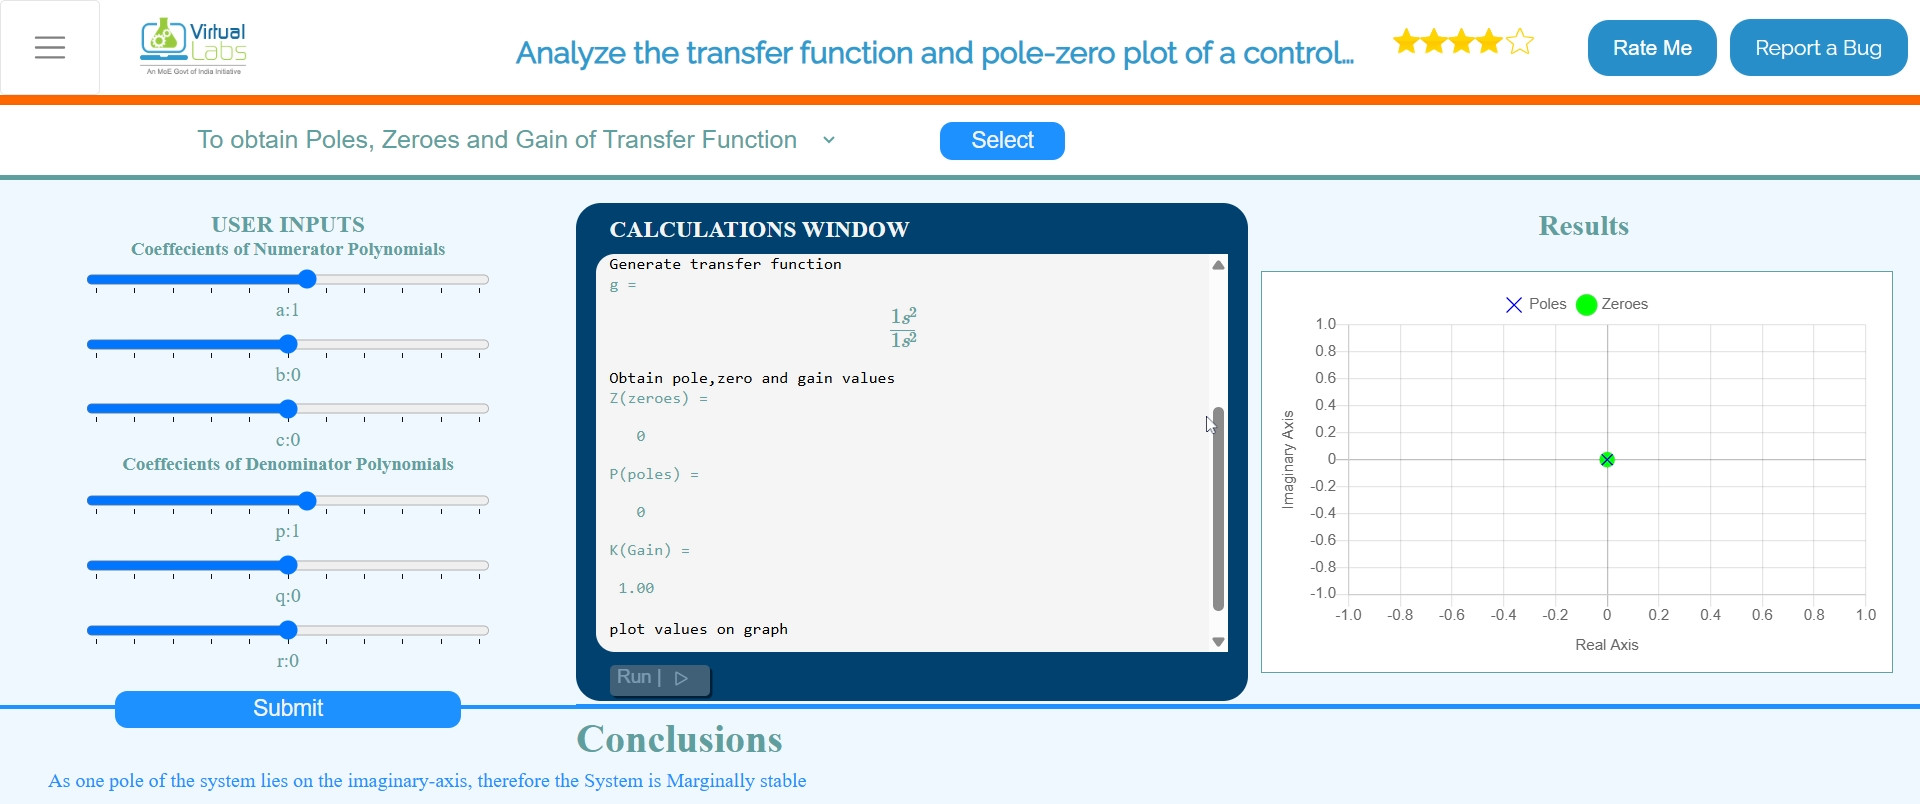 Virtual
Labs
An MoE Govt of India Initiative
Analyze the transfer function and pole-zero plot of a control...
Rate Me
Report a Bug
To obtain Poles, Zeroes and Gain of Transfer Function
Select
USER INPUTS
Coeffecients of Numerator Polynomials
a:1
b:0
c:0
Coeffecients of Denominator Polynomials
p:1
q:0
r:0
Submit
CALCULATIONS WINDOW
Generate transfer function
g =
1s²
1s²
Obtain pole,zero and gain values
Z(zeroes) =
0
P(poles) =
0
K(Gain) =
1.00
plot values on graph
Run |
Results
Poles Zeroes
1.0
0.8
0.6
0.4
0.2
0
-0.2
-0.4
-0.6
-0.8
-1.0
Imaginary Axis
-1.0 -0.8 -0.6 -0.4 -0.2 0 0.2 0.4 0.6 0.8 1.0
Real Axis
Conclusions
As one pole of the system lies on the imaginary-axis, therefore the System is Marginally stable